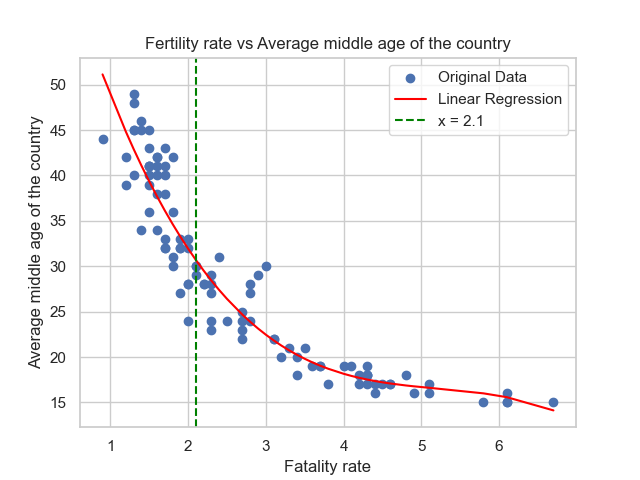 Fertility rate vs Average middle age of the country
Original Data
Linear Regression
x = 2.1
Average middle age of the country
50
45
40
35
30
25
20
15
1 2 3 4 5 6
Fatality rate